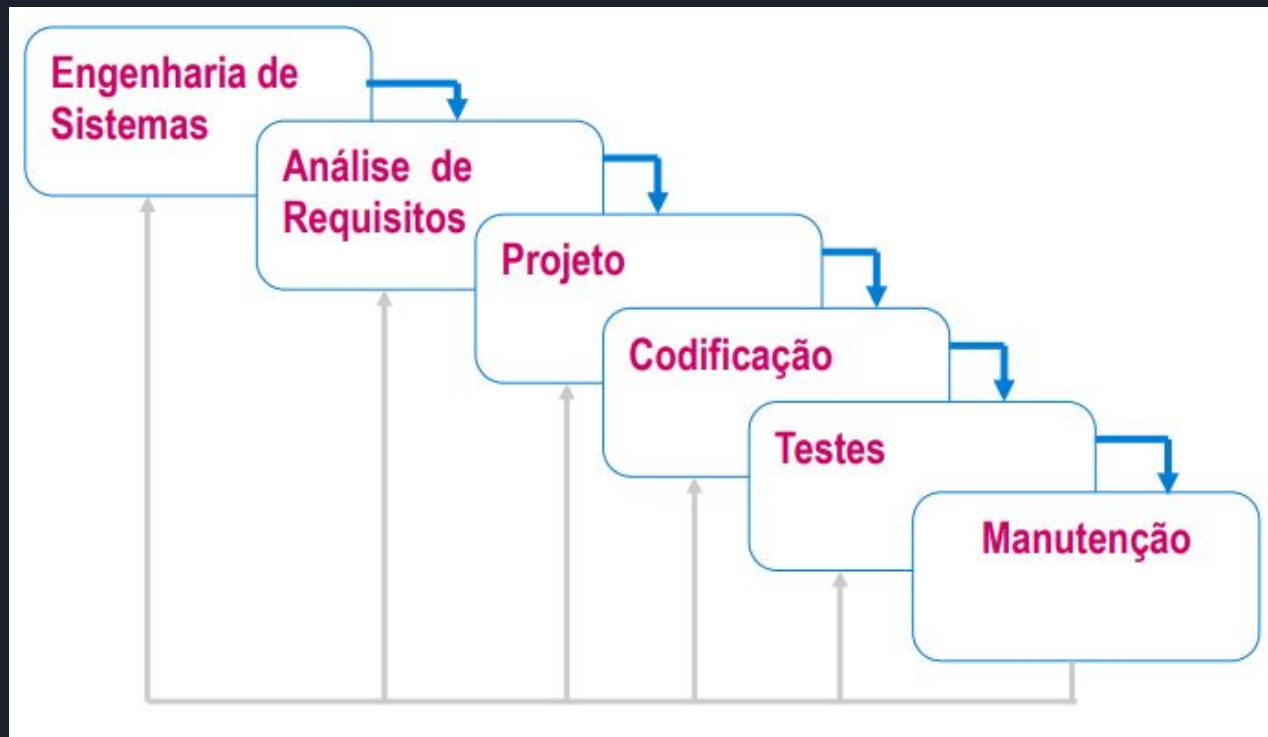 Engenharia de
Sistemas
Análise de
Requisitos
Projeto
Codificação
Testes
Manutenção